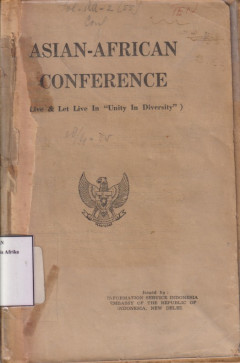 ASIAN-AFRICAN
CONFERENCE
Live & Let Live In "Unity In Diversity" )
Issued by :
INFORMATION SERVICE INDONESIA
EMBASSY OF THE REPUBLIC OF
INDONESIA, NEW DELHI
Afrika